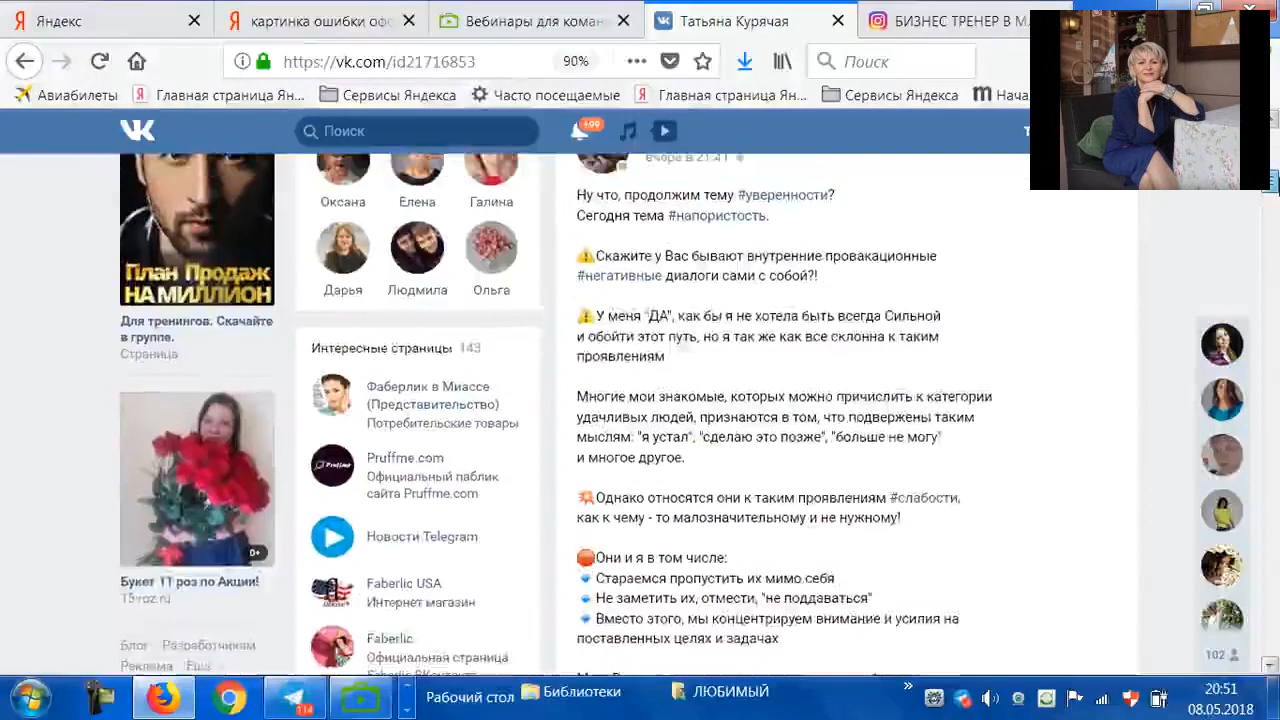 Яндекс
картинка ошибки офо
Вебинары для коман
Татьяна Курячая
БИЗНЕС ТРЕНЕР В М
https://vk.com/id21716853
90%
Поиск
Авиабилеты
Главная страница Ян...
Сервисы Яндекса
Часто посещаемые
Главная страница Ян...
Сервисы Яндекса
Нача
Поиск
+99
вчера в 21:41
План Продаж
НА МИЛЛИОН
Для тренингов. Скачайте
в группе.
Страница
Букет 11 роз по Акции!
0+
Блог Разработчикам
Реклама Ещё
Оксана
Елена
Галина
Дарья
Людмила
Ольга
Интересные страницы 143
Фаберлик в Миассе
(Представительство)
Потребительские товары
Pruffme
Pruffme.com
Официальный паблик
сайта Pruffme.com
Новости Telegram
Faberlic USA
Интернет магазин
Faberlic.
Официальная страница
Ну что, продолжим тему #уверенности?
Сегодня тема #напористость.
Скажите у Вас бывают внутренние провакационные
#негативные диалоги сами с собой?!
У меня "ДА", как бы я не хотела быть всегда Сильной
и обойти этот путь, но я так же как все склонна к таким
проявлениям
Многие мои знакомые, которых можно причислить к категории
удачливых людей, признаются в том, что подвержены таким
мыслям: "я устал", "сделаю это позже", "больше не могу"
и многое другое.
Однако относятся они к таким проявлениям #слабости,
как к чему - то малозначительному и не нужному!
Они и я в том числе:
Стараемся пропустить их мимо себя
Не заметить их, отмести, "не поддаваться"
Вместо этого, мы концентрируем внимание и усилия на
поставленных целях и задачах
102
114
Рабочий стол
Библиотеки
ЛЮБИМЫЙ
20:51
08.05.2018